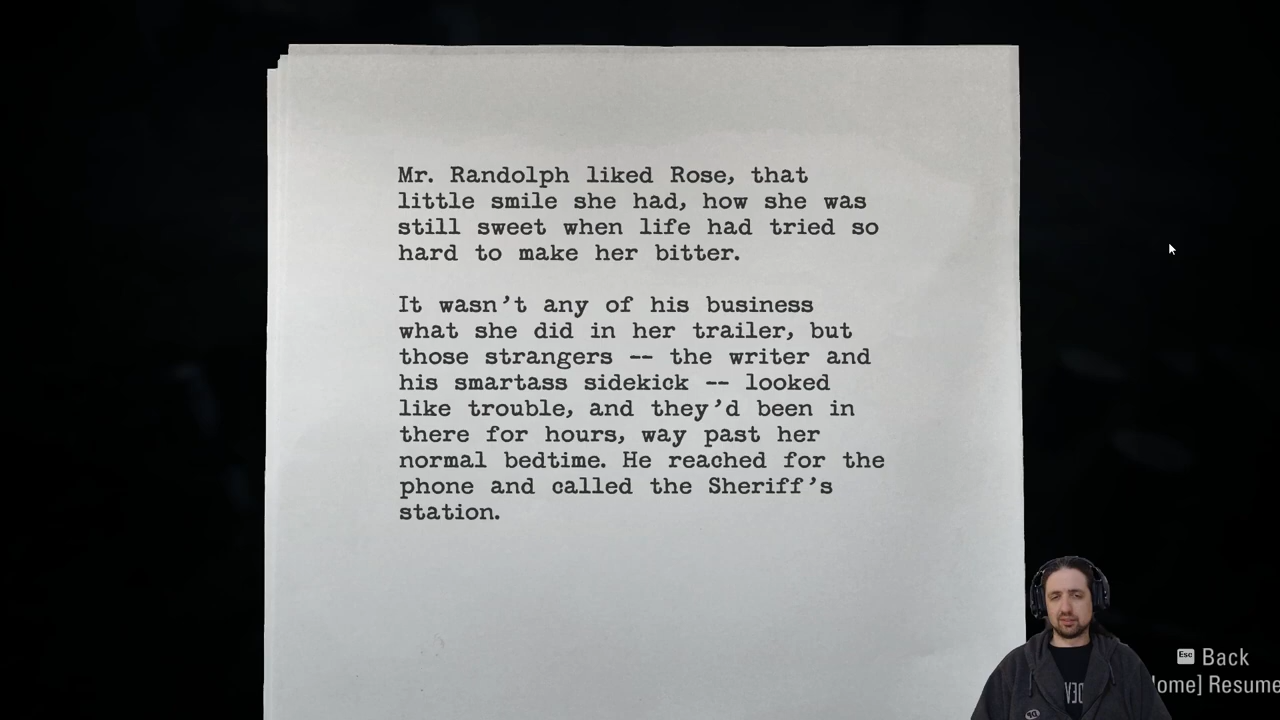 Mr. Randolph liked Rose, that
little smile she had, how she was
still sweet when life had tried so
hard to make her bitter.
It wasn't any of his business
what she did in her trailer, but
those strangers -- the writer and
his smartass sidekick -- looked
like trouble, and they'd been in
there for hours, way past her
normal bedtime. He reached for the
phone and called the Sheriff's
station.
Esc Back
ome] Resume